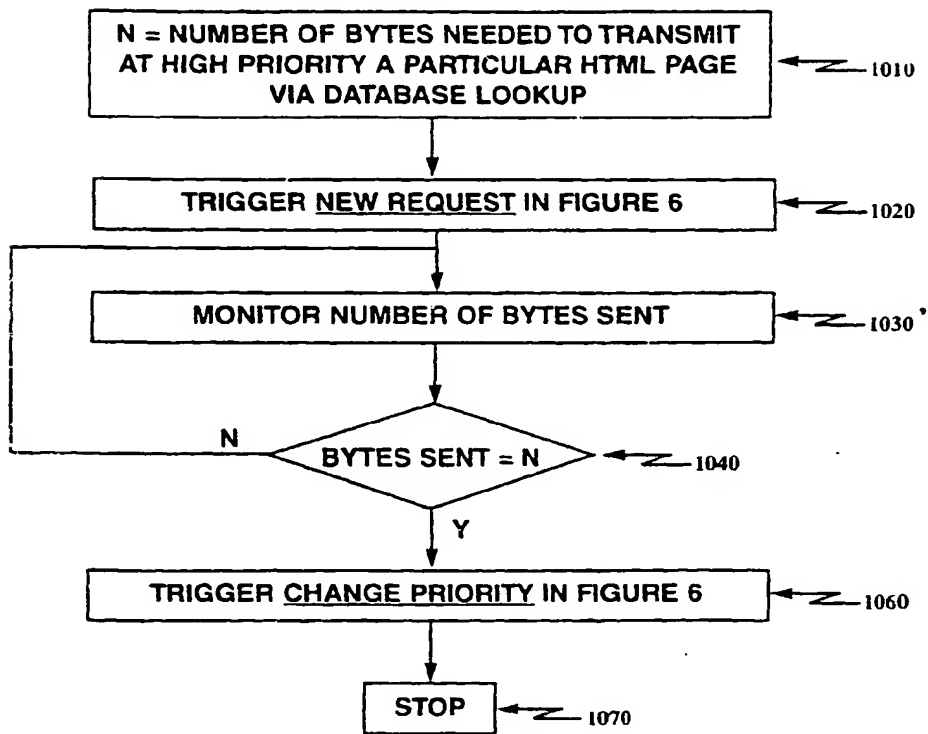 N = NUMBER OF BYTES NEEDED TO TRANSMIT
AT HIGH PRIORITY A PARTICULAR HTML PAGE
VIA DATABASE LOOKUP
1010
TRIGGER NEW REQUEST IN FIGURE 6
1020
MONITOR NUMBER OF BYTES SENT
1030
N
BYTES SENT = N
1040
Y
TRIGGER CHANGE PRIORITY IN FIGURE 6
1060
STOP
1070